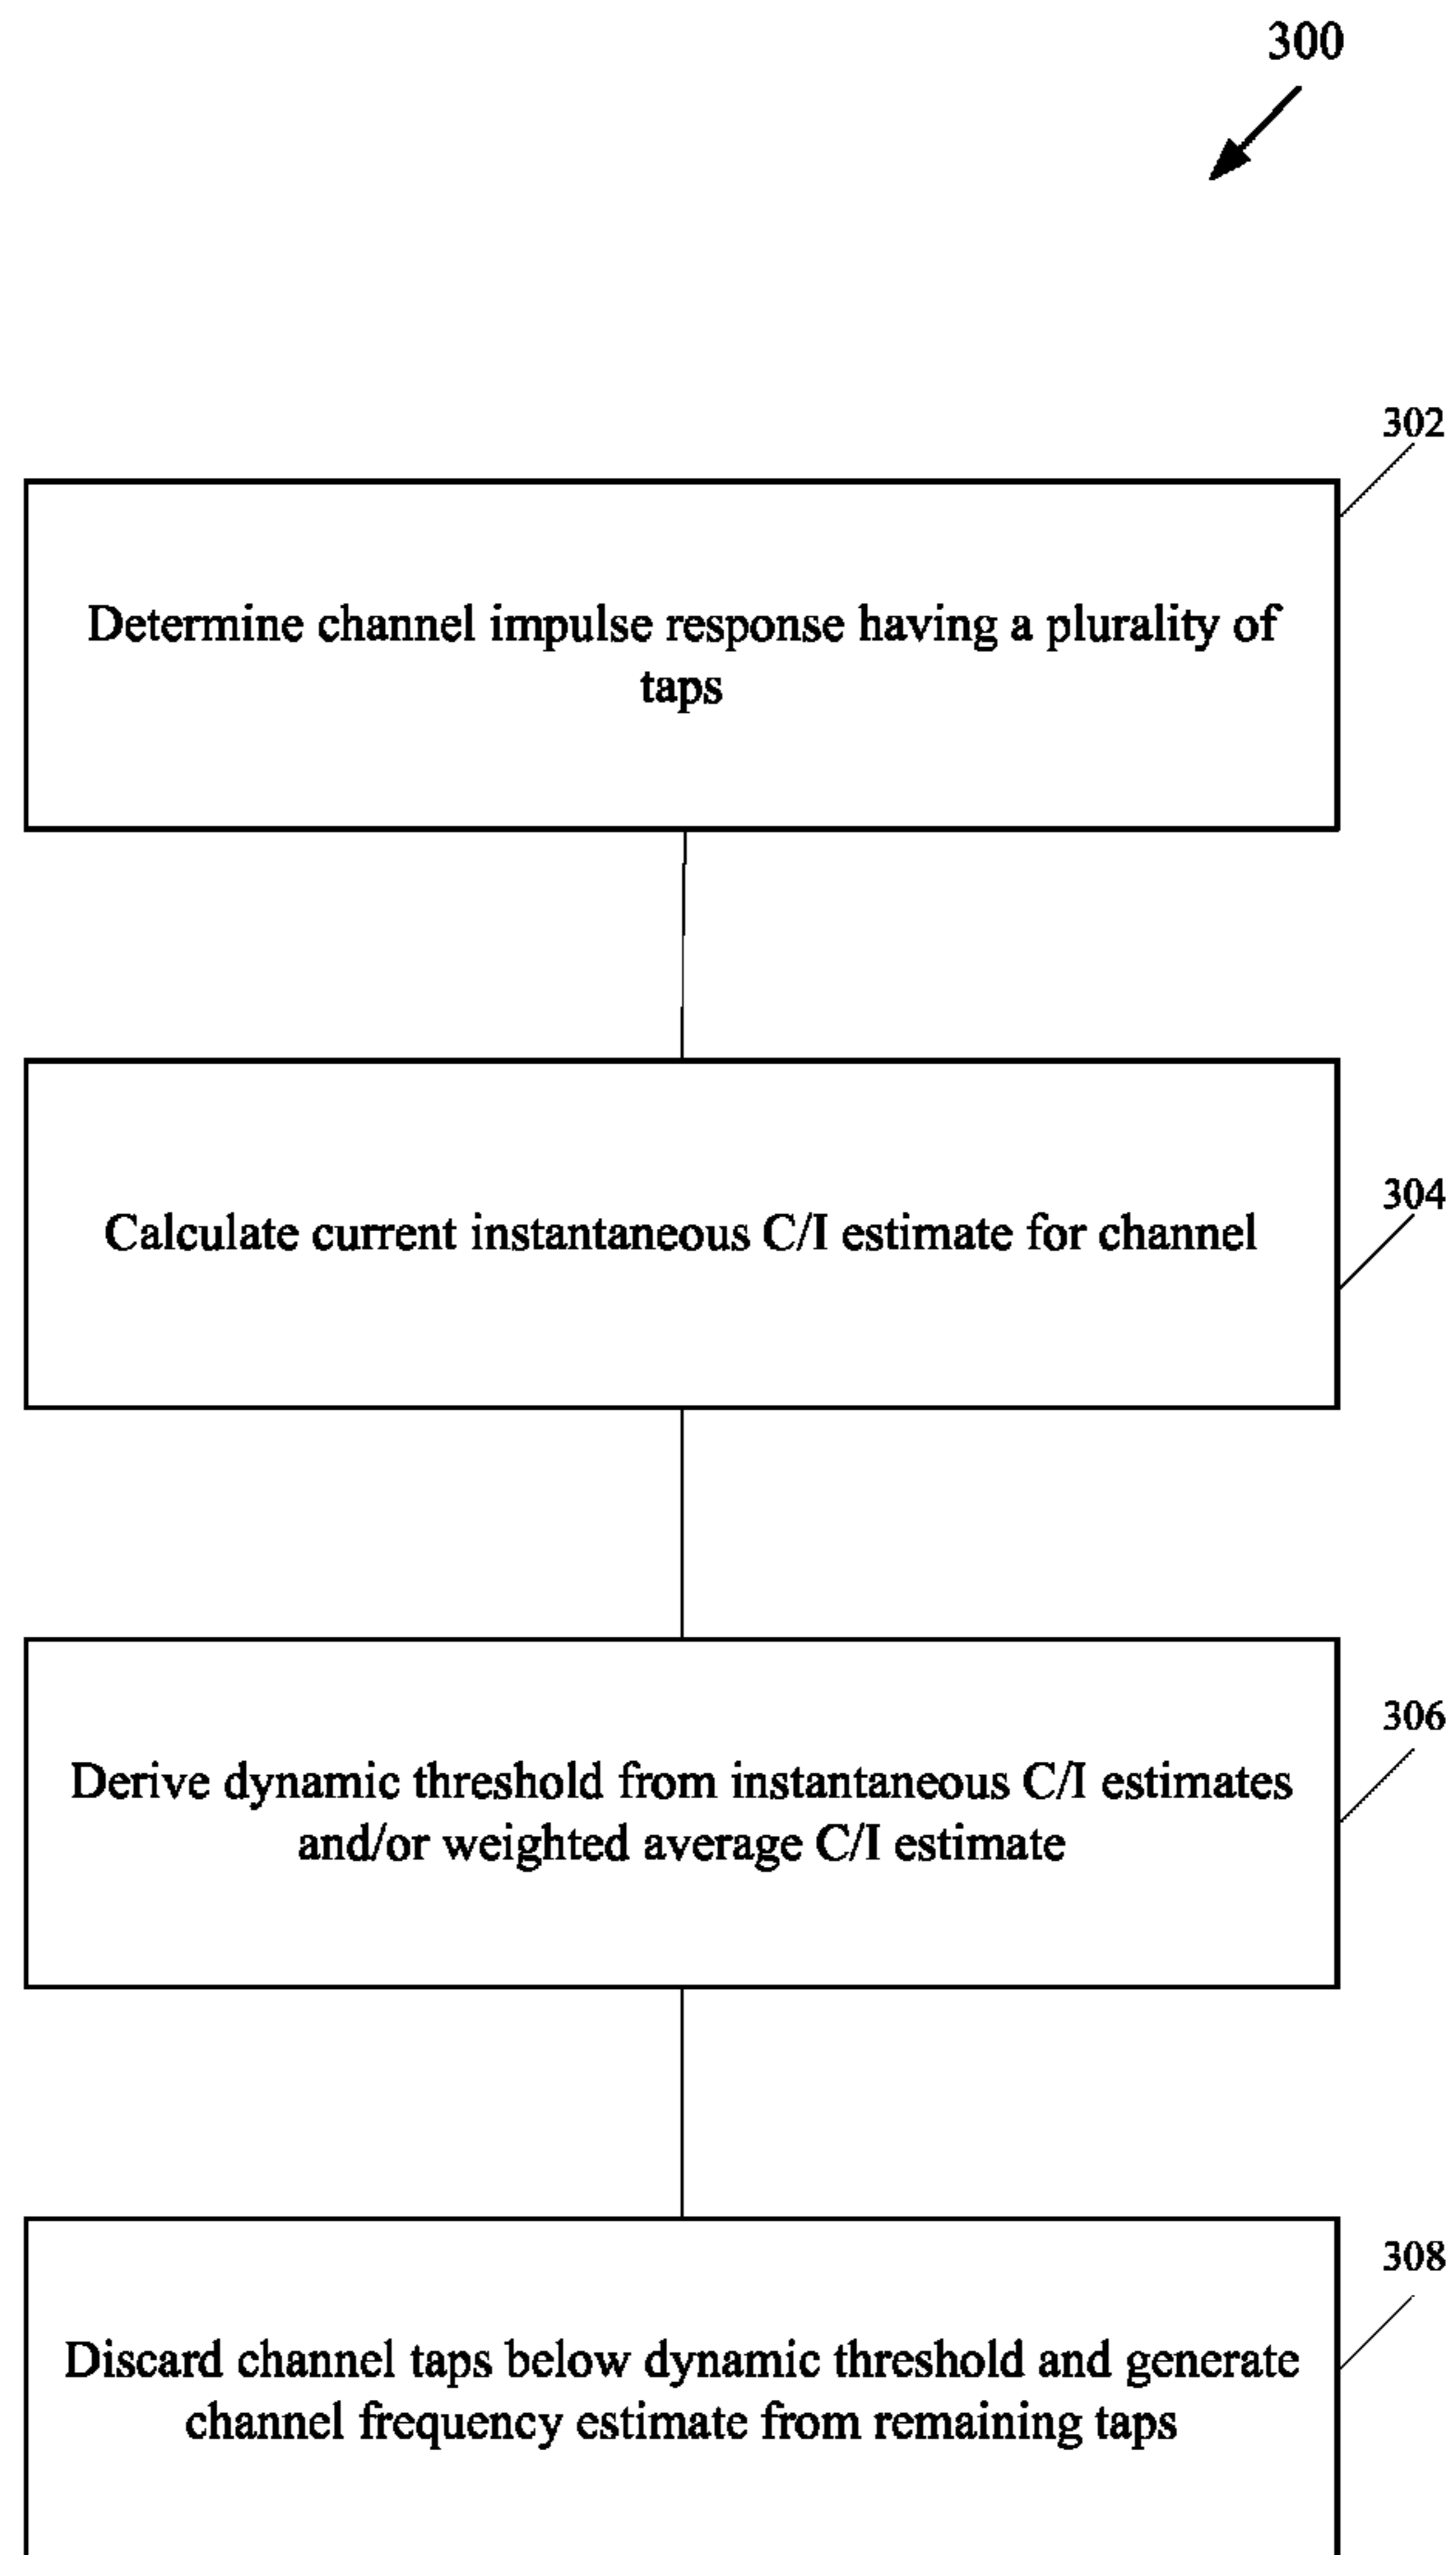 300
302
Determine channel impulse response having a plurality of
taps
304
Calculate current instantaneous C/I estimate for channel
306
Derive dynamic threshold from instantaneous C/I estimates
and/or weighted average C/I estimate
308
Discard channel taps below dynamic threshold and generate
channel frequency estimate from remaining taps